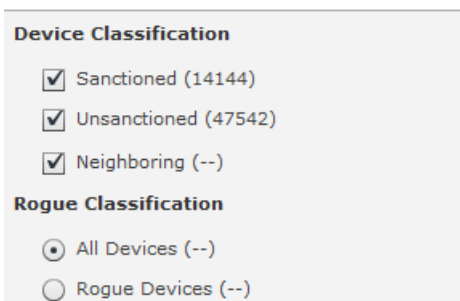 Device Classification
Sanctioned (14144)
Unsanctioned (47542)
Neighboring (--)
Rogue Classification
All Devices (--)
Rogue Devices (--)